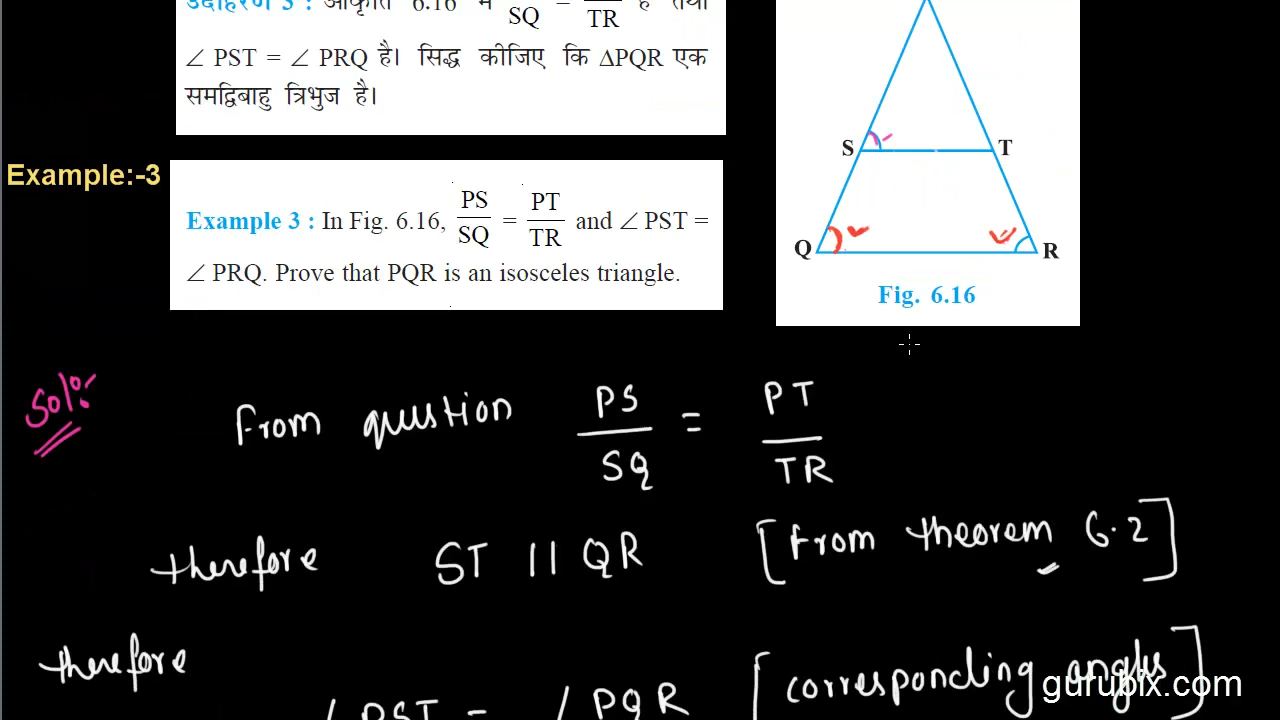 उदाहरण 3 : आकृति 6.16 में PS/SQ = PT/TR है तथा
∠ PST = ∠ PRQ है। सिद्ध कीजिए कि ΔPQR एक
समद्विबाहु त्रिभुज है।
Example:-3
Example 3 : In Fig. 6.16, PS/SQ = PT/TR and ∠ PST =
∠ PRQ. Prove that PQR is an isosceles triangle.
S T
Q R
Fig. 6.16
Sol:
From question PS/SQ = PT/TR
therefore ST || QR [from theorem 6.2]
therefore
∠ PST = ∠ PQR [corresponding angles]
gurubix.com